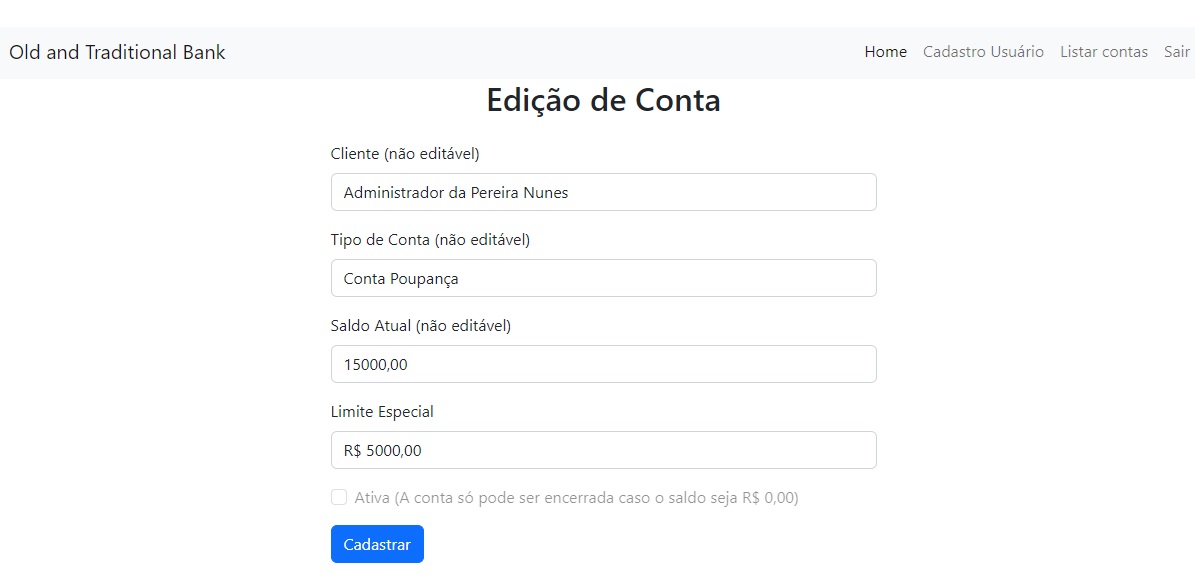 Old and Traditional Bank
Home Cadastro Usuário Listar contas Sair
Edição de Conta
Cliente (não editável)
Administrador da Pereira Nunes
Tipo de Conta (não editável)
Conta Poupança
Saldo Atual (não editável)
15000,00
Limite Especial
R$ 5000,00
Ativa (A conta só pode ser encerrada caso o saldo seja R$ 0,00)
Cadastrar